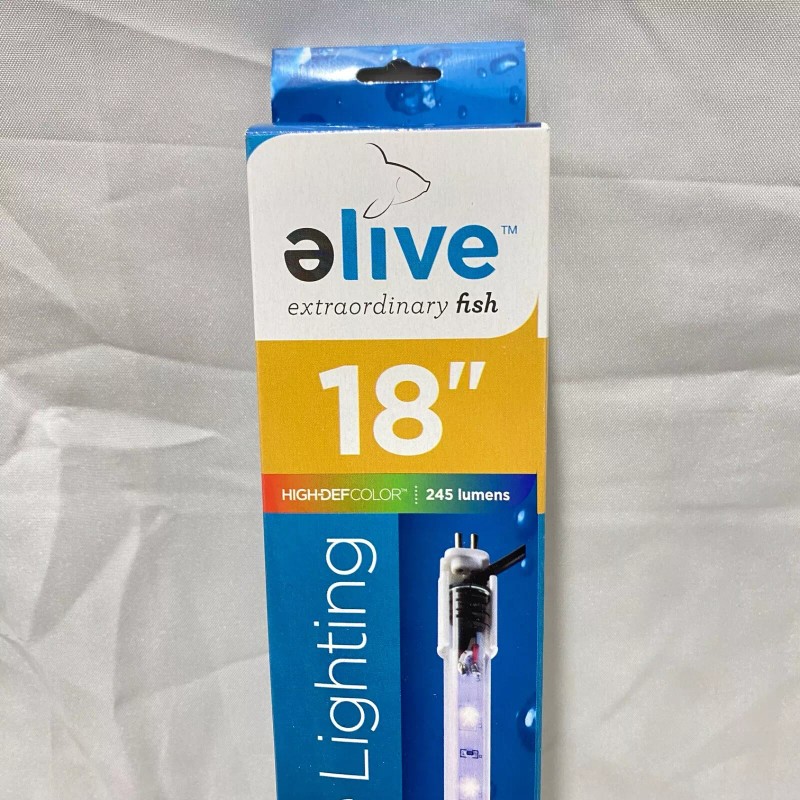 əlive™
extraordinary fish
18"
HIGH-DEFCOLOR™ 245 lumens
Lighting